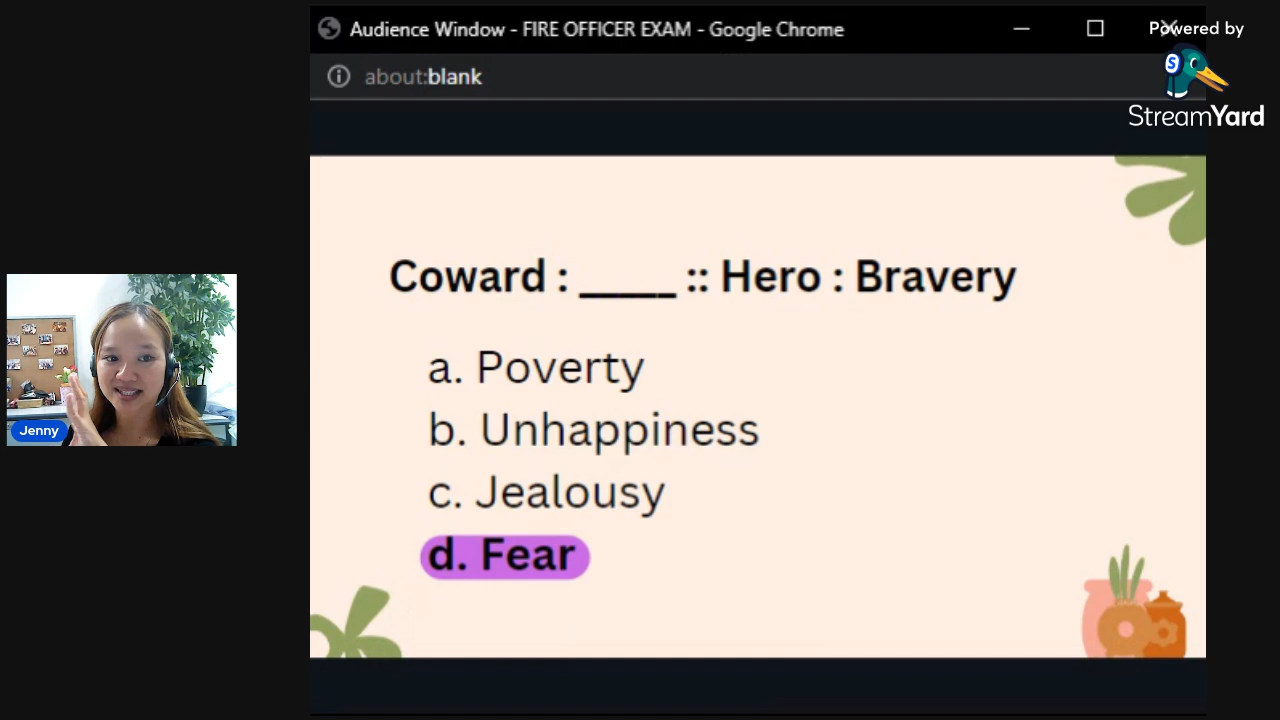 Audience Window - FIRE OFFICER EXAM - Google Chrome
Powered by
about:blank
StreamYard
Coward : _____ :: Hero : Bravery
a. Poverty
b. Unhappiness
c. Jealousy
d. Fear
Jenny